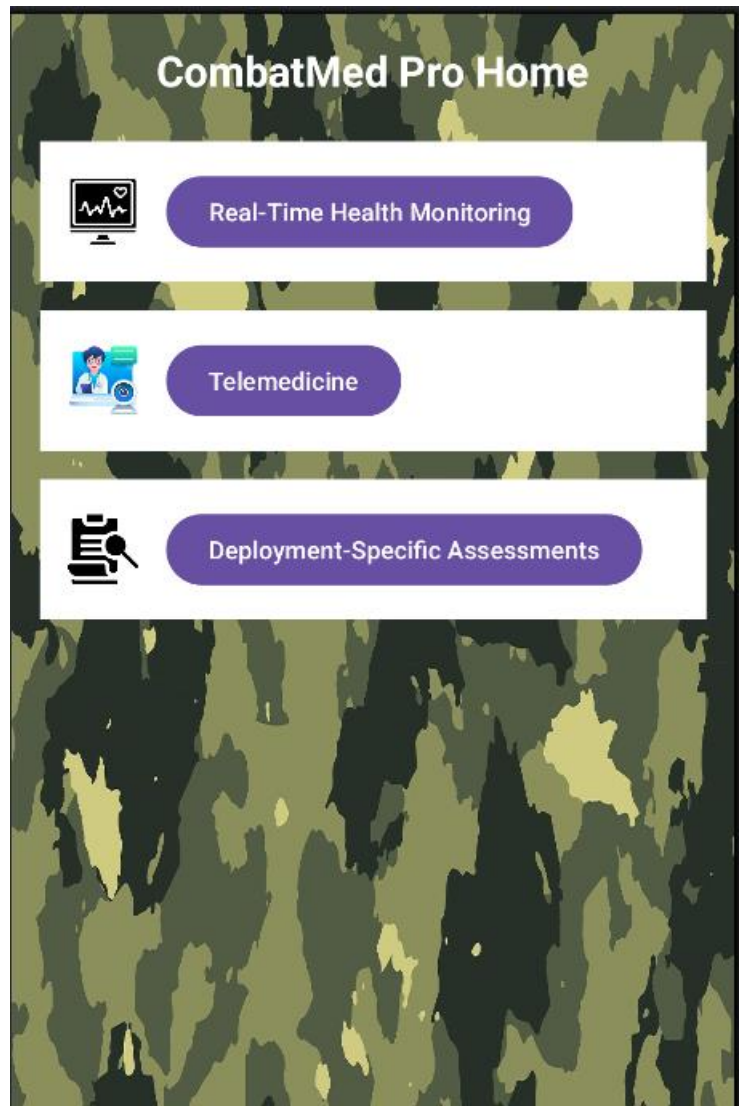 CombatMed Pro Home
Real-Time Health Monitoring
Telemedicine
Deployment-Specific Assessments